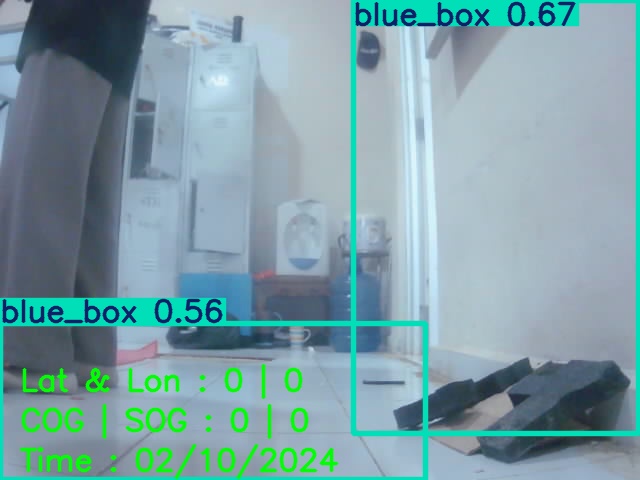 blue_box 0.67
blue_box 0.56
Lat & Lon : 0 | 0
COG | SOG : 0 | 0
Time : 02/10/2024